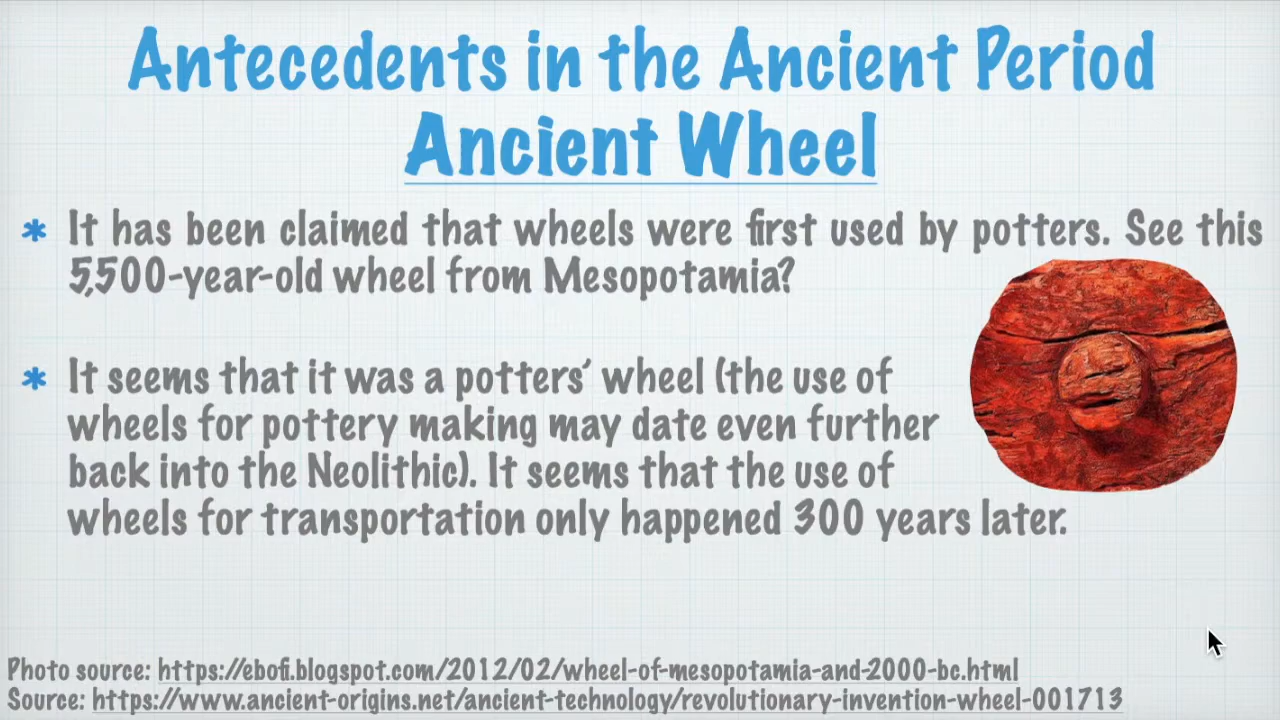 Antecedents in the Ancient Period
Ancient Wheel
* It has been claimed that wheels were first used by potters. See this
5,500-year-old wheel from Mesopotamia?
* It seems that it was a potters’ wheel (the use of
wheels for pottery making may date even further
back into the Neolithic). It seems that the use of
wheels for transportation only happened 300 years later.
Photo source: https://ebofi.blogspot.com/2012/02/wheel-of-mesopotamia-and-2000-bc.html
Source: https://www.ancient-origins.net/ancient-technology/revolutionary-invention-wheel-001713